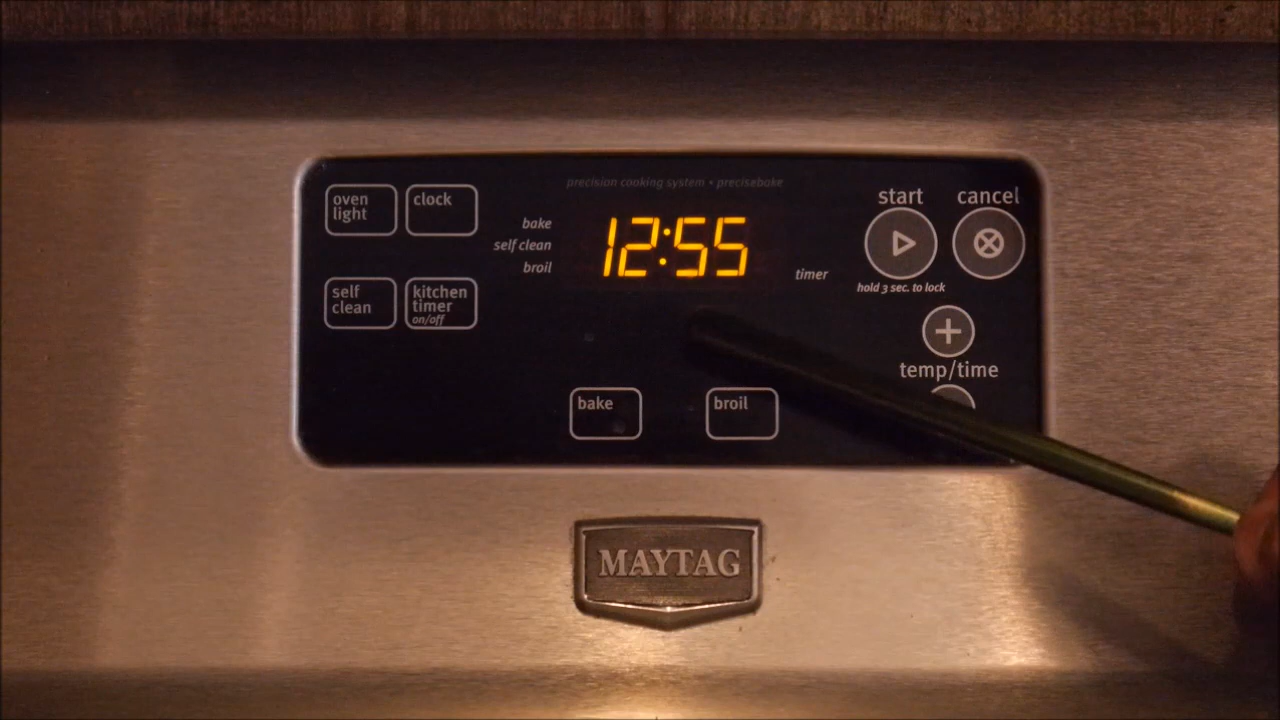 precision cooking system • precisebake
oven
light
clock
bake
self clean
broil
12:55
timer
start
cancel
hold 3 sec. to lock
self
clean
kitchen
timer
on/off
temp/time
bake
broil
MAYTAG